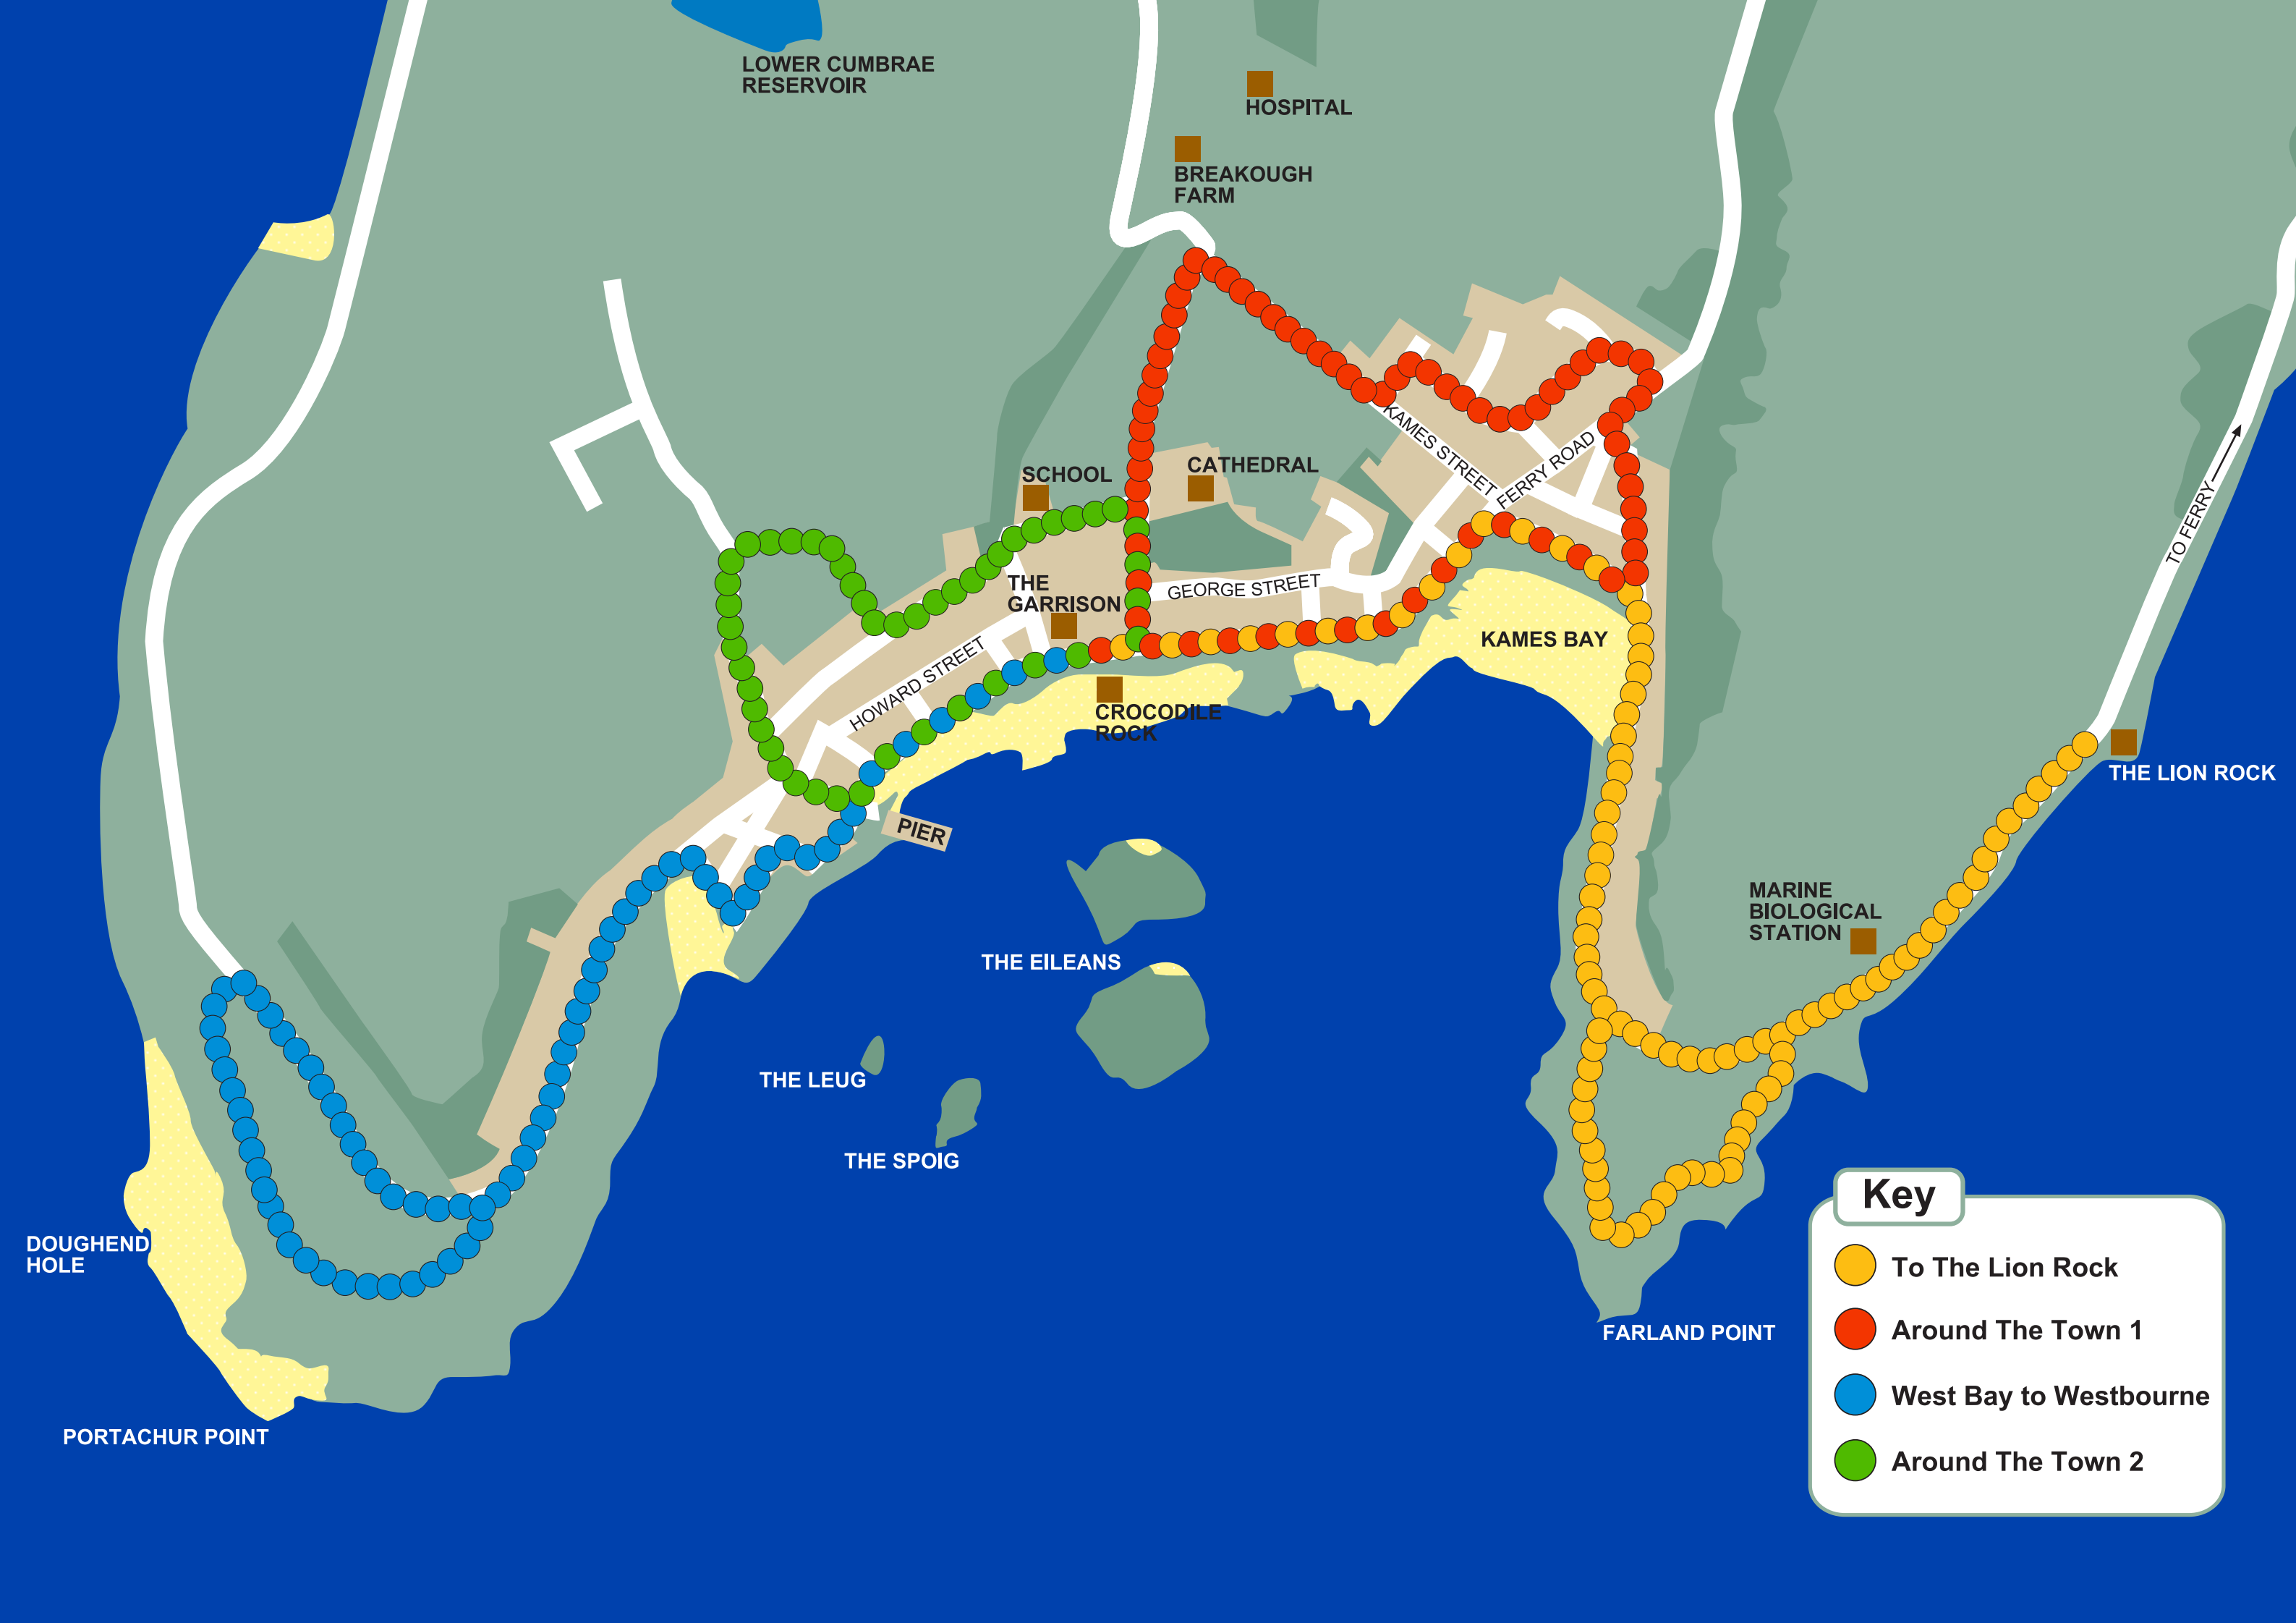 LOWER CUMBRAE
RESERVOIR
HOSPITAL
BREAKOUGH
FARM
SCHOOL
CATHEDRAL
KAMES STREET
FERRY ROAD
TO FERRY
THE
GARRISON
GEORGE STREET
KAMES BAY
HOWARD STREET
CROCODILE
ROCK
THE LION ROCK
PIER
MARINE
BIOLOGICAL
STATION
THE EILEANS
THE LEUG
THE SPOIG
DOUGHEND
HOLE
FARLAND POINT
PORTACHUR POINT
Key
To The Lion Rock
Around The Town 1
West Bay to Westbourne
Around The Town 2